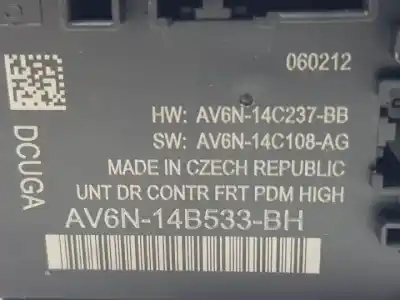 060212
HW: AV6N-14C237-BB
SW: AV6N-14C108-AG
MADE IN CZECH REPUBLIC
UNT DR CONTR FRT PDM HIGH
AV6N-14B533-BH
DCUGA